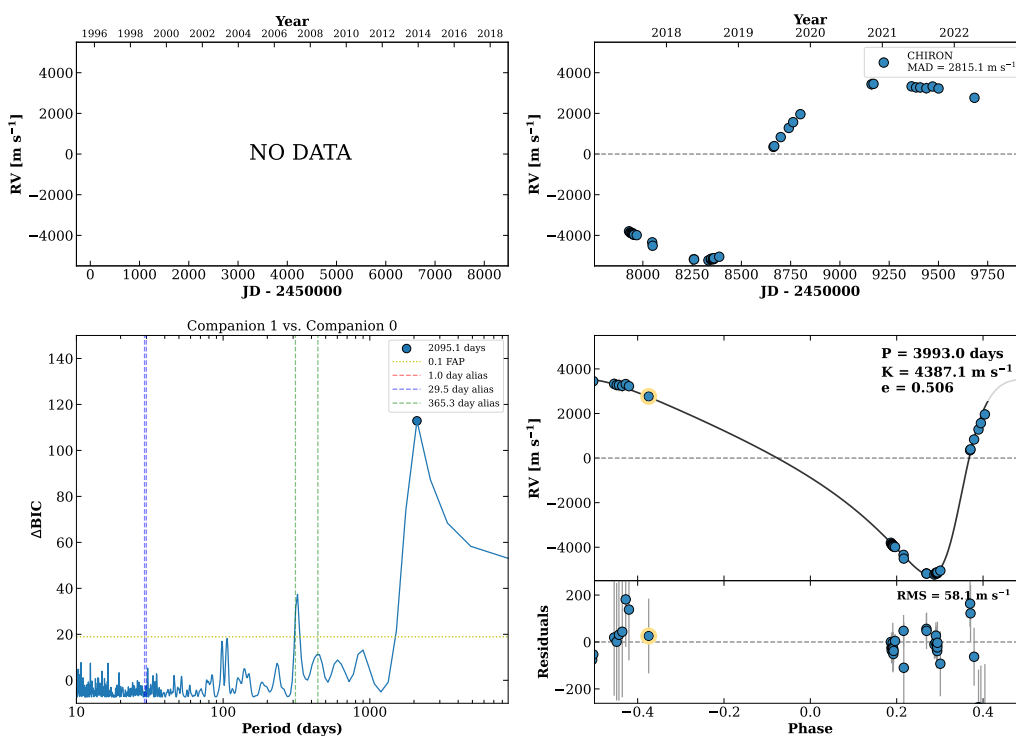 Year
1996 1998 2000 2002 2004 2006 2008 2010 2012 2014 2016 2018
4000
2000
0
−2000
−4000
RV [m s⁻¹]
NO DATA
0 1000 2000 3000 4000 5000 6000 7000 8000
JD - 2450000
Year
2018 2019 2020 2021 2022
CHIRON
MAD = 2815.1 m s⁻¹
4000
2000
0
−2000
−4000
RV [m s⁻¹]
8000 8250 8500 8750 9000 9250 9500 9750
JD - 2450000
Companion 1 vs. Companion 0
2095.1 days
0.1 FAP
1.0 day alias
29.5 day alias
365.3 day alias
140
120
100
80
60
40
20
0
ΔBIC
10 100 1000
Period (days)
P = 3993.0 days
K = 4387.1 m s⁻¹
e = 0.506
4000
2000
0
−2000
−4000
RV [m s⁻¹]
RMS = 58.1 m s⁻¹
200
0
−200
Residuals
−0.4 −0.2 0.0 0.2 0.4
Phase